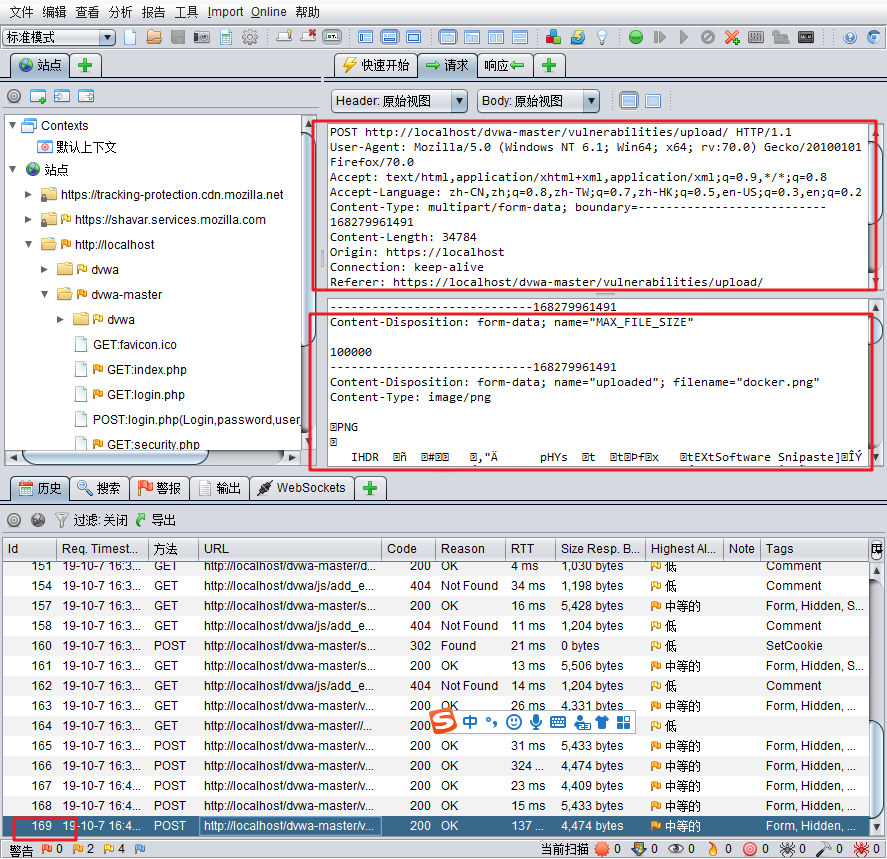 文件 编辑 查看 分析 报告 工具 Import Online 帮助
标准模式
站点
快速开始 请求 响应
Header: 原始视图 Body: 原始视图
Contexts
默认上下文
站点
https://tracking-protection.cdn.mozilla.net
https://shavar.services.mozilla.com
http://localhost
dvwa
dvwa-master
dvwa
GET:favicon.ico
GET:index.php
GET:login.php
POST:login.php(Login,password,user_
GET:security.php
POST http://localhost/dvwa-master/vulnerabilities/upload/ HTTP/1.1
User-Agent: Mozilla/5.0 (Windows NT 6.1; Win64; x64; rv:70.0) Gecko/20100101
Firefox/70.0
Accept: text/html,application/xhtml+xml,application/xml;q=0.9,*/*;q=0.8
Accept-Language: zh-CN,zh;q=0.8,zh-TW;q=0.7,zh-HK;q=0.5,en-US;q=0.3,en;q=0.2
Content-Type: multipart/form-data; boundary=---------------------------
168279961491
Content-Length: 34784
Origin: https://localhost
Connection: keep-alive
Referer: https://localhost/dvwa-master/vulnerabilities/upload/
-----------------------------168279961491
Content-Disposition: form-data; name="MAX_FILE_SIZE"
100000
-----------------------------168279961491
Content-Disposition: form-data; name="uploaded"; filename="docker.png"
Content-Type: image/png
PNG
IHDR ñ # ,"Ä pHYs t tÞf x tEXtSoftware Snipaste] ÎÝ
历史 搜索 警报 输出 WebSockets
过滤: 关闭 导出
Id Req. Timest... 方法 URL Code Reason RTT Size Resp. B... Highest Al... Note Tags
151 19-10-7 16:3... GET http://localhost/dvwa-master/d... 200 OK 4 ms 1,030 bytes 低 Comment
154 19-10-7 16:3... GET http://localhost/dvwa/js/add_e... 404 Not Found 34 ms 1,198 bytes 低 Comment
157 19-10-7 16:3... GET http://localhost/dvwa-master/s... 200 OK 16 ms 5,428 bytes 中等的 Form, Hidden, S...
158 19-10-7 16:3... GET http://localhost/dvwa/js/add_e... 404 Not Found 11 ms 1,204 bytes 低 Comment
160 19-10-7 16:3... POST http://localhost/dvwa-master/s... 302 Found 21 ms 0 bytes 低 SetCookie
161 19-10-7 16:3... GET http://localhost/dvwa-master/s... 200 OK 13 ms 5,506 bytes 中等的 Form, Hidden, S...
162 19-10-7 16:3... GET http://localhost/dvwa/js/add_e... 404 Not Found 14 ms 1,204 bytes 低 Comment
163 19-10-7 16:3... GET http://localhost/dvwa-master/v... 200 OK 26 ms 4,331 bytes 中等的 Form, Hidden, ...
164 19-10-7 16:3... GET http://localhost/dvwa-master//... 200 低
S 中
165 19-10-7 16:3... POST http://localhost/dvwa-master/v... 200 OK 31 ms 5,433 bytes 中等的 Form, Hidden, ...
166 19-10-7 16:3... POST http://localhost/dvwa-master/v... 200 OK 324 ... 4,474 bytes 中等的 Form, Hidden, ...
167 19-10-7 16:4... POST http://localhost/dvwa-master/v... 200 OK 23 ms 4,409 bytes 中等的 Form, Hidden, ...
168 19-10-7 16:4... POST http://localhost/dvwa-master/v... 200 OK 15 ms 5,433 bytes 中等的 Form, Hidden, ...
169 19-10-7 16:4... POST http://localhost/dvwa-master/v... 200 OK 137 ... 4,474 bytes 中等的 Form, Hidden, ...
警告 0 2 4 当前扫描 0 0 0 0 0 0 0 0